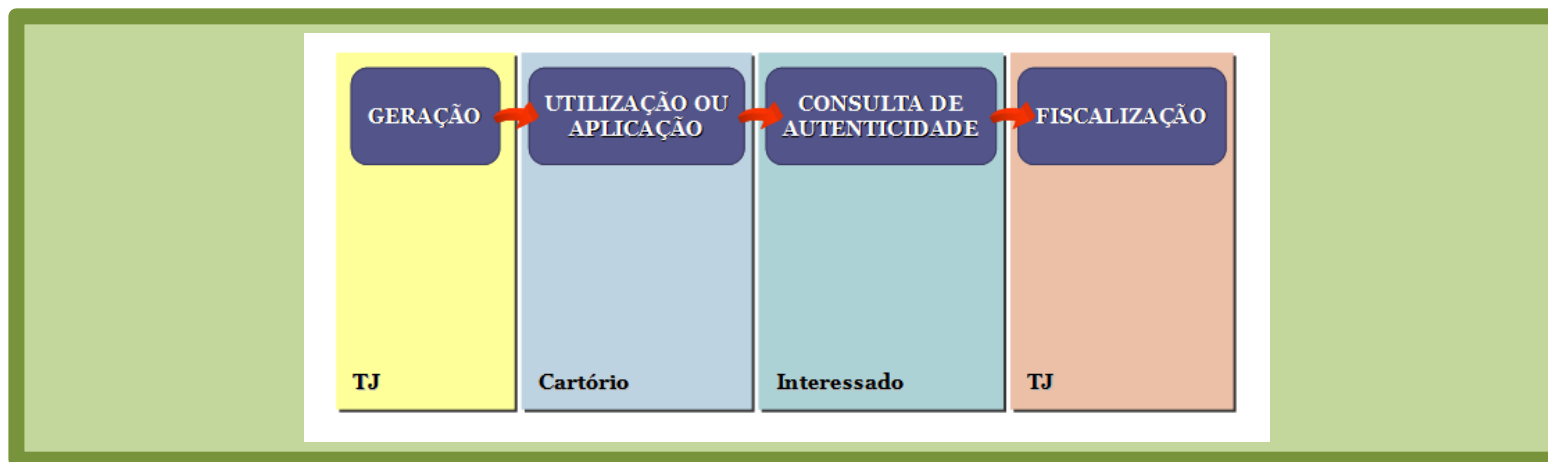 GERAÇÃO
UTILIZAÇÃO OU
APLICAÇÃO
CONSULTA DE
AUTENTICIDADE
FISCALIZAÇÃO
TJ
Cartório
Interessado
TJ